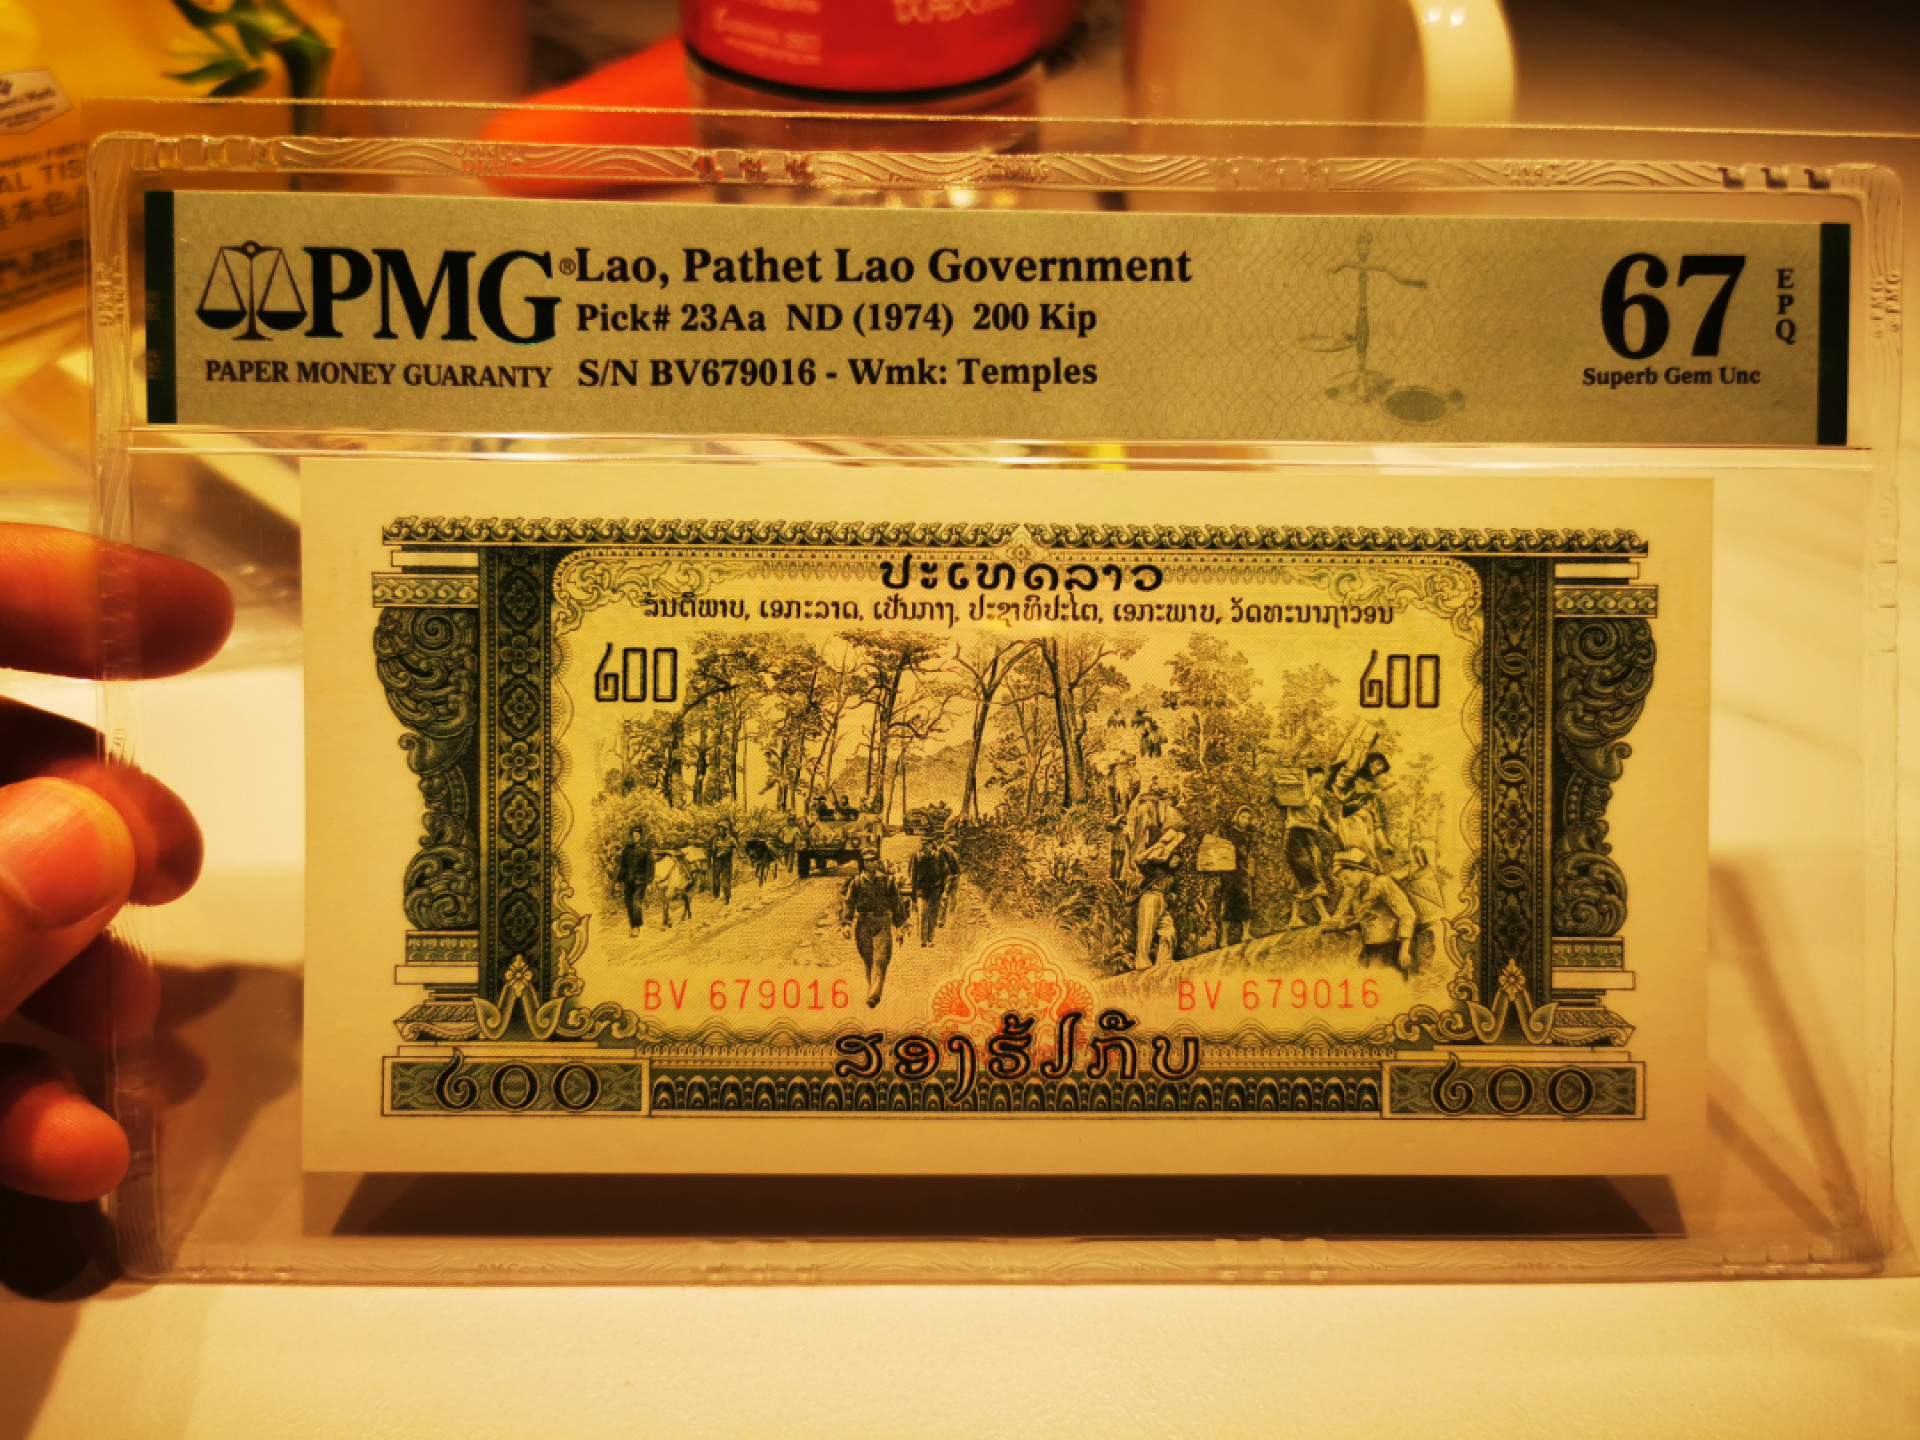 PMG®
PAPER MONEY GUARANTY
Lao, Pathet Lao Government
Pick# 23Aa ND (1974) 200 Kip
S/N BV679016 - Wmk: Temples
67
EPQ
Superb Gem Unc
ປະເທດລາວ
ສັນຕິພາບ, ເອກະລາດ, ເປັນກາງ, ປະຊາທິປະໄຕ, ເອກະພາບ, ວັດທະນາຖາວອນ
໒໐໐ ໒໐໐
BV 679016 BV 679016
ສອງຮ້ອຍກີບ
໒໐໐ ໒໐໐